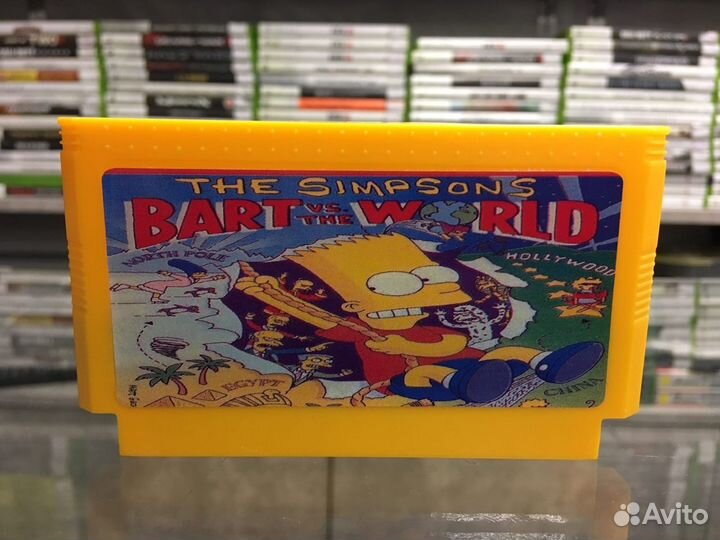 THE SIMPSONS
BART VS. THE WORLD
NORTH POLE
HOLLYWOOD
EGYPT
CHINA
Avito